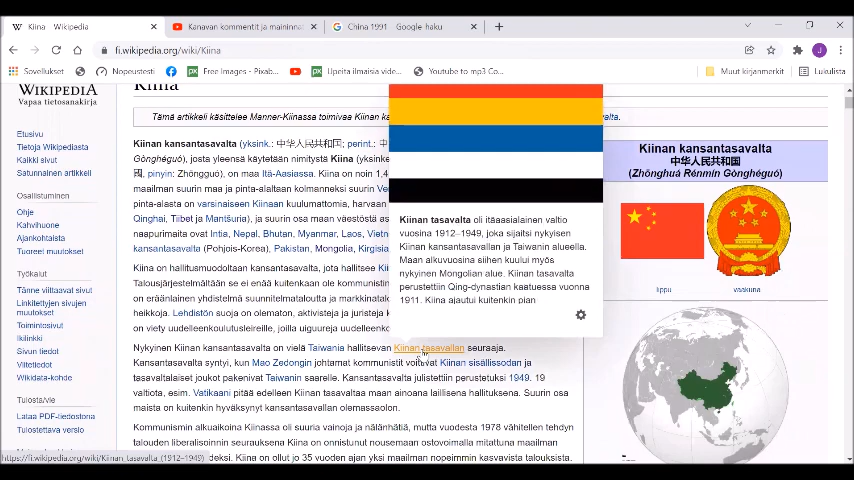 Kiina – Wikipedia
Kanavan kommentit ja maininna
China 1991 - Google-haku
fi.wikipedia.org/wiki/Kiina
Sovellukset
Nopeustesti
Free Images - Pixab...
Upeita ilmaisia vide...
Youtube to mp3 Co...
Muut kirjanmerkit
Lukulista
WIKIPEDIA
Vapaa tietosanakirja
Etusivu
Tietoja Wikipediasta
Kaikki sivut
Satunnainen artikkeli
Osallistuminen
Ohje
Kahvihuone
Ajankohtaista
Tuoreet muutokset
Työkalut
Tänne viittaavat sivut
Linkitettyjen sivujen
muutokset
Toimintosivut
Ikilinkki
Sivun tiedot
Viitetiedot
Wikidata-kohde
Tulosta/vie
Lataa PDF-tiedostona
Tulostettava versio
Kiina
Tämä artikkeli käsittelee Manner-Kiinassa toimivaa Kiinan kan
Kiinan kansantasavalta (yksink.: 中华人民共和国; perint.: 中
Gònghéguó), josta yleensä käytetään nimitystä Kiina (yksinke
國, pinyin: Zhōngguó), on maa Itä-Aasiassa. Kiina on noin 1,4
maailman suurin maa ja pinta-alaltaan kolmanneksi suurin Ve
pinta-alasta on varsinaiseen Kiinaan kuulumattomia, harvaan
Qinghai, Tiibet ja Mantšuria), ja suurin osa maan väestöstä as
naapurimaita ovat Intia, Nepal, Bhutan, Myanmar, Laos, Vietn
kansantasavalta (Pohjois-Korea), Pakistan, Mongolia, Kirgisia
Kiina on hallitusmuodoltaan kansantasavalta, jota hallitsee Ki
Talousjärjestelmältään se ei enää kuitenkaan ole kommunistin
on eräänlainen yhdistelmä suunnitelmataloutta ja markkinatalo
Lehdistön suoja on olematon, aktivisteja ja juristeja k
on viety uudelleenkoulutusleireille, joilla uiguureja on
Nykyinen Kiinan kansantasavalta on vielä Taiwania hallitsevan Kiinan tasavallan seuraaja.
Kansantasavalta syntyi, kun Mao Zedongin johtamat kommunistit voittivat Kiinan sisällissodan ja
tasavaltalaiset joukot pakenivat Taiwanin saarelle. Kansantasavalta julistettiin perustetuksi 1949. 19
valtiota, esim. Vatikaani pitää edelleen Kiinan tasavaltaa maan ainoana laillisena hallituksena. Suurin osa
maista on kuitenkin hyväksynyt kansantasavallan olemassaolon.
Kommunismin alkuaikoina Kiinassa oli suuria vainoja ja nälänhätiä, mutta vuodesta 1978 vähitellen tehdyn
talouden liberalisoinnin seurauksena Kiina on onnistunut nousemaan ostovoimalla mitattuna maailman
deksi. Kiina on ollut jo 35 vuoden ajan yksi maailman nopeimmin kasvavista talouksista.
https://fi.wikipedia.org/wiki/Kiinan_tasavalta_(1912–1949)
Kiinan tasavalta oli itäaasialainen valtio
vuosina 1912–1949, joka sijaitsi nykyisen
Kiinan kansantasavallan ja Taiwanin alueella.
Maan alkuvuosina siihen kuului myös
nykyinen Mongolian alue. Kiinan tasavalta
perustettiin Qing-dynastian kaatuessa vuonna
1911. Kiina ajautui kuitenkin pian
Kiinan kansantasavalta
中华人民共和国
(Zhōnghuá Rénmín Gònghéguó)
lippu
vaakuna